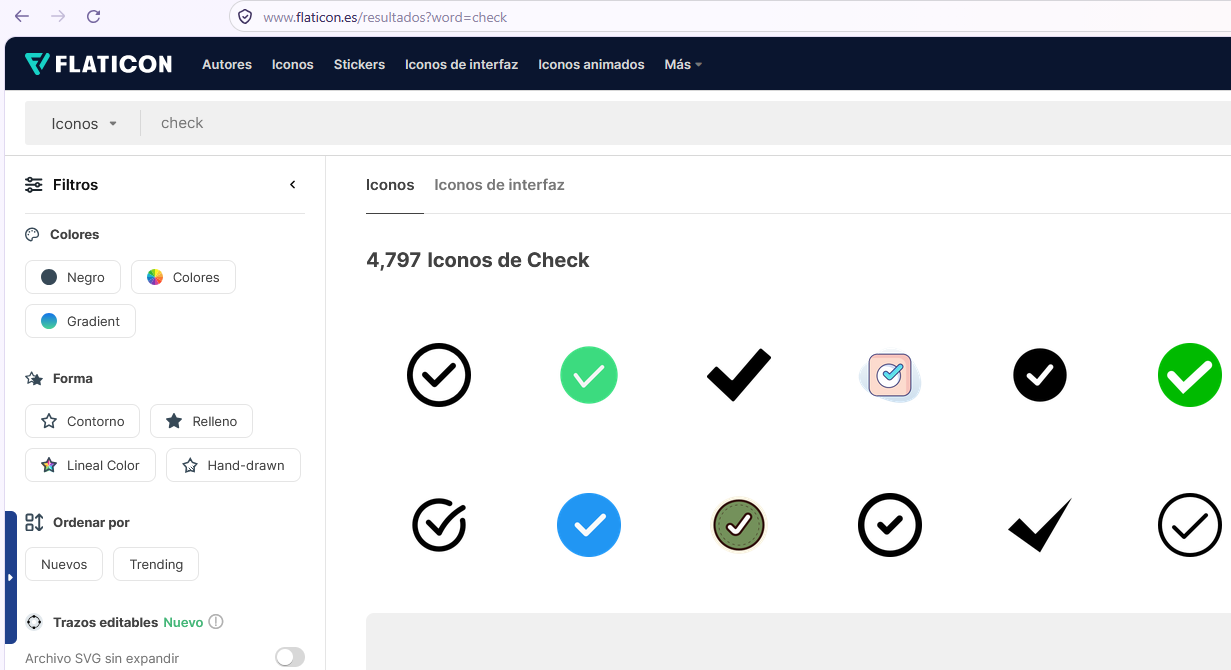 www.flaticon.es/resultados?word=check
FLATICON Autores Iconos Stickers Iconos de interfaz Iconos animados Más
Iconos check
Filtros
Colores
Negro Colores
Gradient
Forma
Contorno Relleno
Lineal Color Hand-drawn
Ordenar por
Nuevos Trending
Trazos editables Nuevo
Archivo SVG sin expandir
Iconos Iconos de interfaz
4,797 Iconos de Check